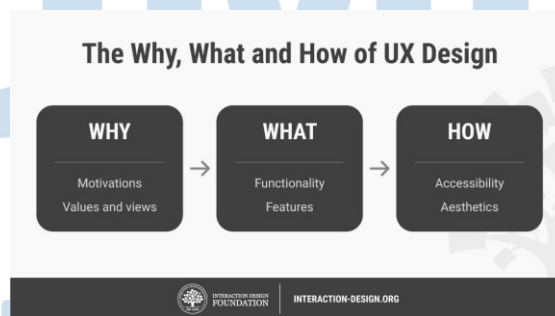 The Why, What and How of UX Design
WHY
Motivations
Values and views
WHAT
Functionality
Features
HOW
Accessibility
Aesthetics
INTERACTION DESIGN
FOUNDATION
INTERACTION-DESIGN.ORG